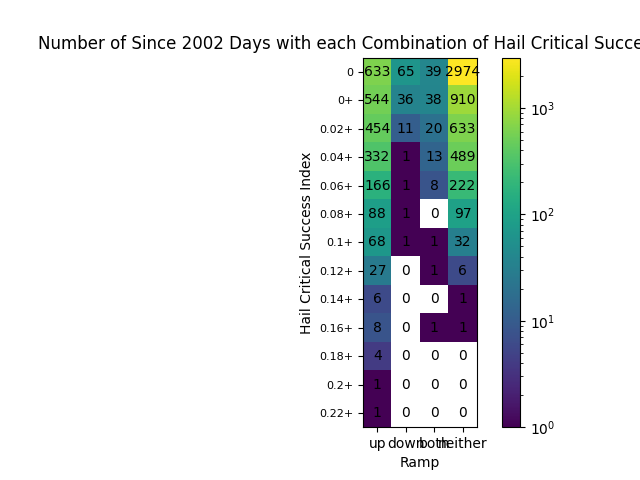 Number of Since 2002 Days with each Combination of Hail Critical Succe
0 633 65 39 2974
0+ 544 36 38 910
0.02+ 454 11 20 633
0.04+ 332 1 13 489
0.06+ 166 1 8 222
0.08+ 88 1 0 97
0.1+ 68 1 1 32
0.12+ 27 0 1 6
0.14+ 6 0 0 1
0.16+ 8 0 1 1
0.18+ 4 0 0 0
0.2+ 1 0 0 0
0.22+ 1 0 0 0
up down both neither
Ramp
Hail Critical Success Index
10³
10²
10¹
10⁰